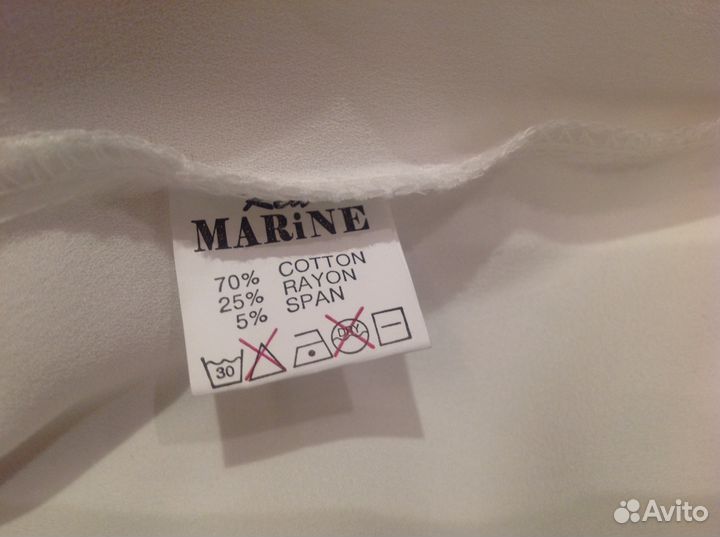 MARiNE
70% COTTON
25% RAYON
5% SPAN
30 DRY
Avito